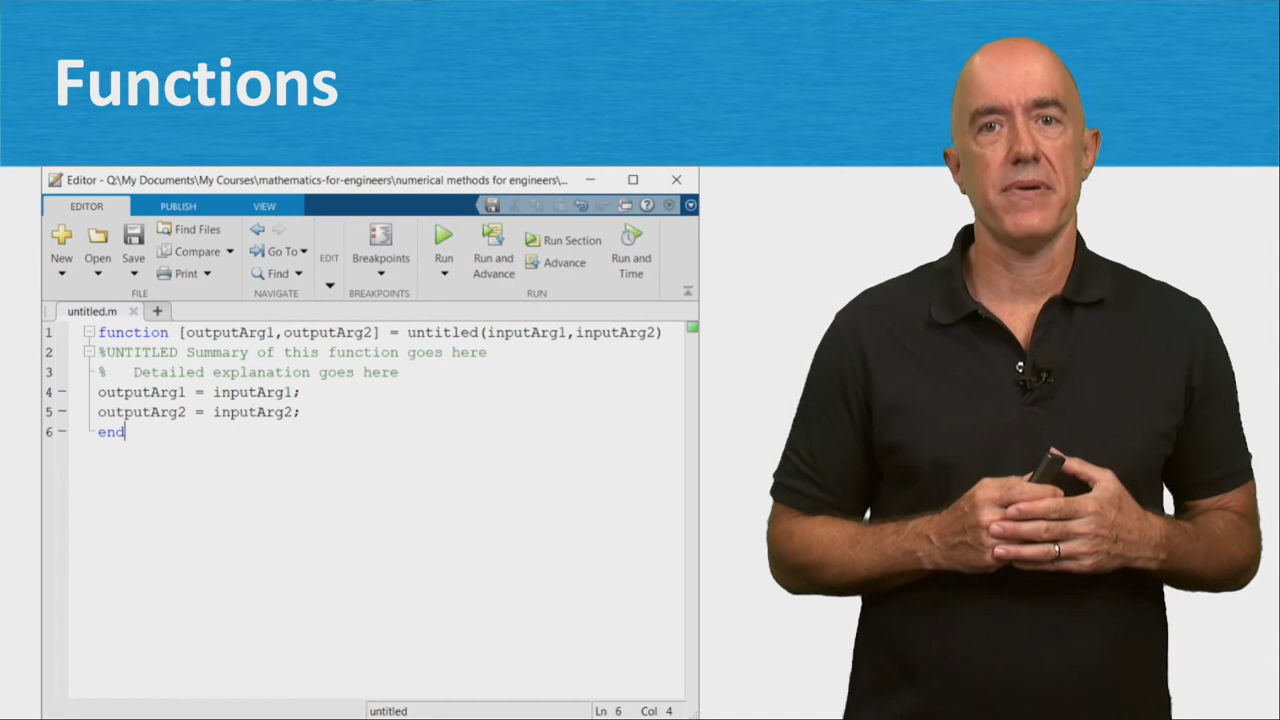 Functions
Editor - Q:\My Documents\My Courses\mathematics-for-engineers\numerical methods for engineers\...
EDITOR PUBLISH VIEW
New Open Save Find Files Compare Print
Go To Find
EDIT
Breakpoints
Run Run and Advance Run Section Advance Run and Time
FILE NAVIGATE BREAKPOINTS RUN
untitled.m
1 function [outputArg1,outputArg2] = untitled(inputArg1,inputArg2)
2 %UNTITLED Summary of this function goes here
3 %   Detailed explanation goes here
4 outputArg1 = inputArg1;
5 outputArg2 = inputArg2;
6 end
untitled Ln 6 Col 4